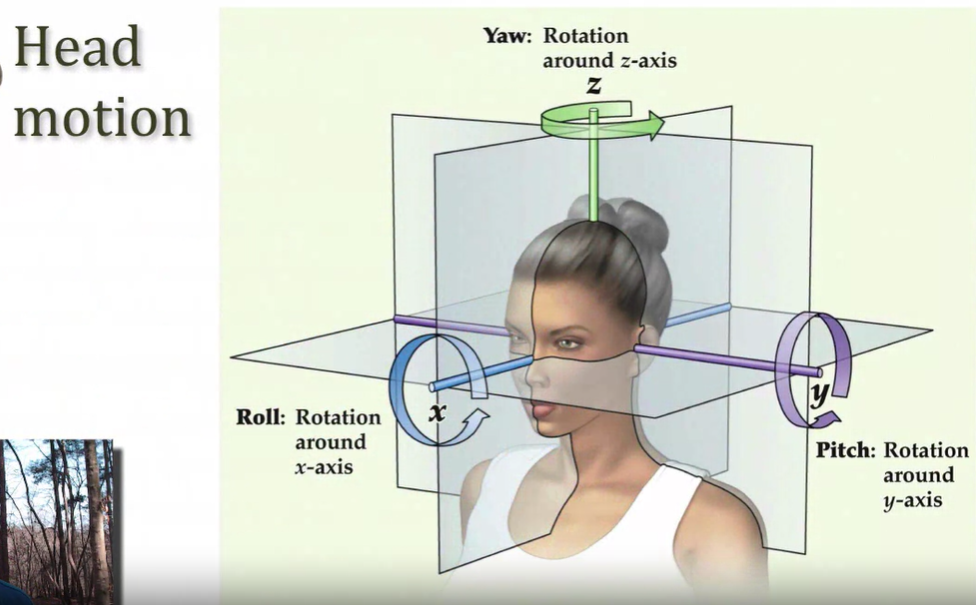 Head
motion
Yaw: Rotation
around z-axis
z
x
y
Roll: Rotation
around
x-axis
Pitch: Rotation
around
y-axis